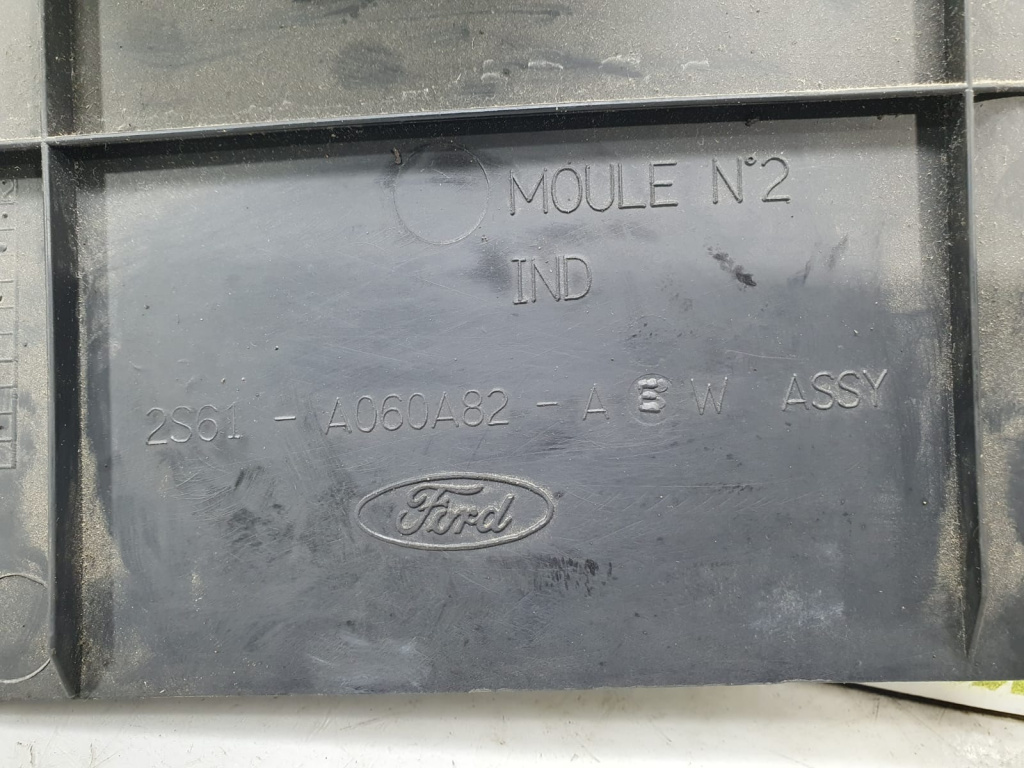 MOULE N°2
IND
2S61 - A060A82 - A W ASSY
Ford